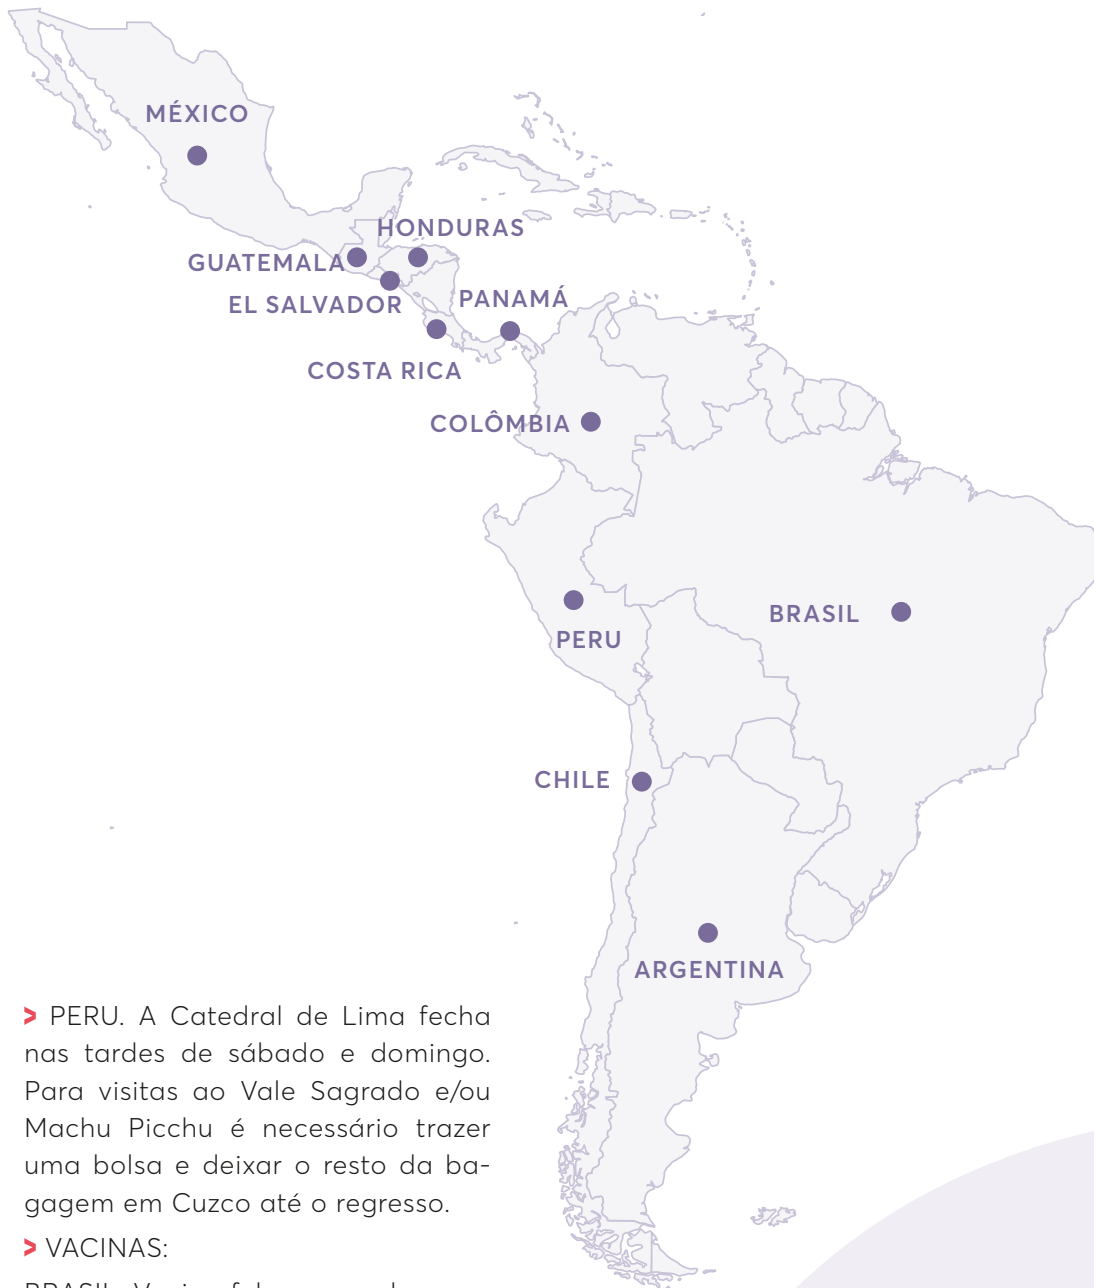 MÉXICO
HONDURAS
GUATEMALA
EL SALVADOR
PANAMÁ
COSTA RICA
COLÔMBIA
PERU
BRASIL
CHILE
ARGENTINA
> PERU. A Catedral de Lima fecha
nas tardes de sábado e domingo.
Para visitas ao Vale Sagrado e/ou
Machu Picchu é necessário trazer
uma bolsa e deixar o resto da ba-
gagem em Cuzco até o regresso.
> VACINAS: